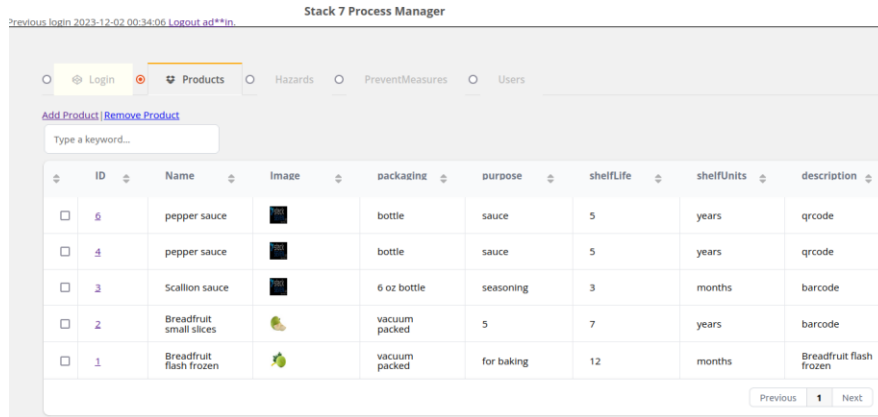 Stack 7 Process Manager
Previous login 2023-12-02 00:34:06 Logout ad**in.
Login Products Hazards PreventMeasures Users
Add Product|Remove Product
Type a keyword...
ID Name Image packaging purpose shelfLife shelfUnits description
6 pepper sauce bottle sauce 5 years qrcode
4 pepper sauce bottle sauce 5 years qrcode
3 Scallion sauce 6 oz bottle seasoning 3 months barcode
2 Breadfruit small slices vacuum packed 5 7 years barcode
1 Breadfruit flash frozen vacuum packed for baking 12 months Breadfruit flash frozen
Previous 1 Next